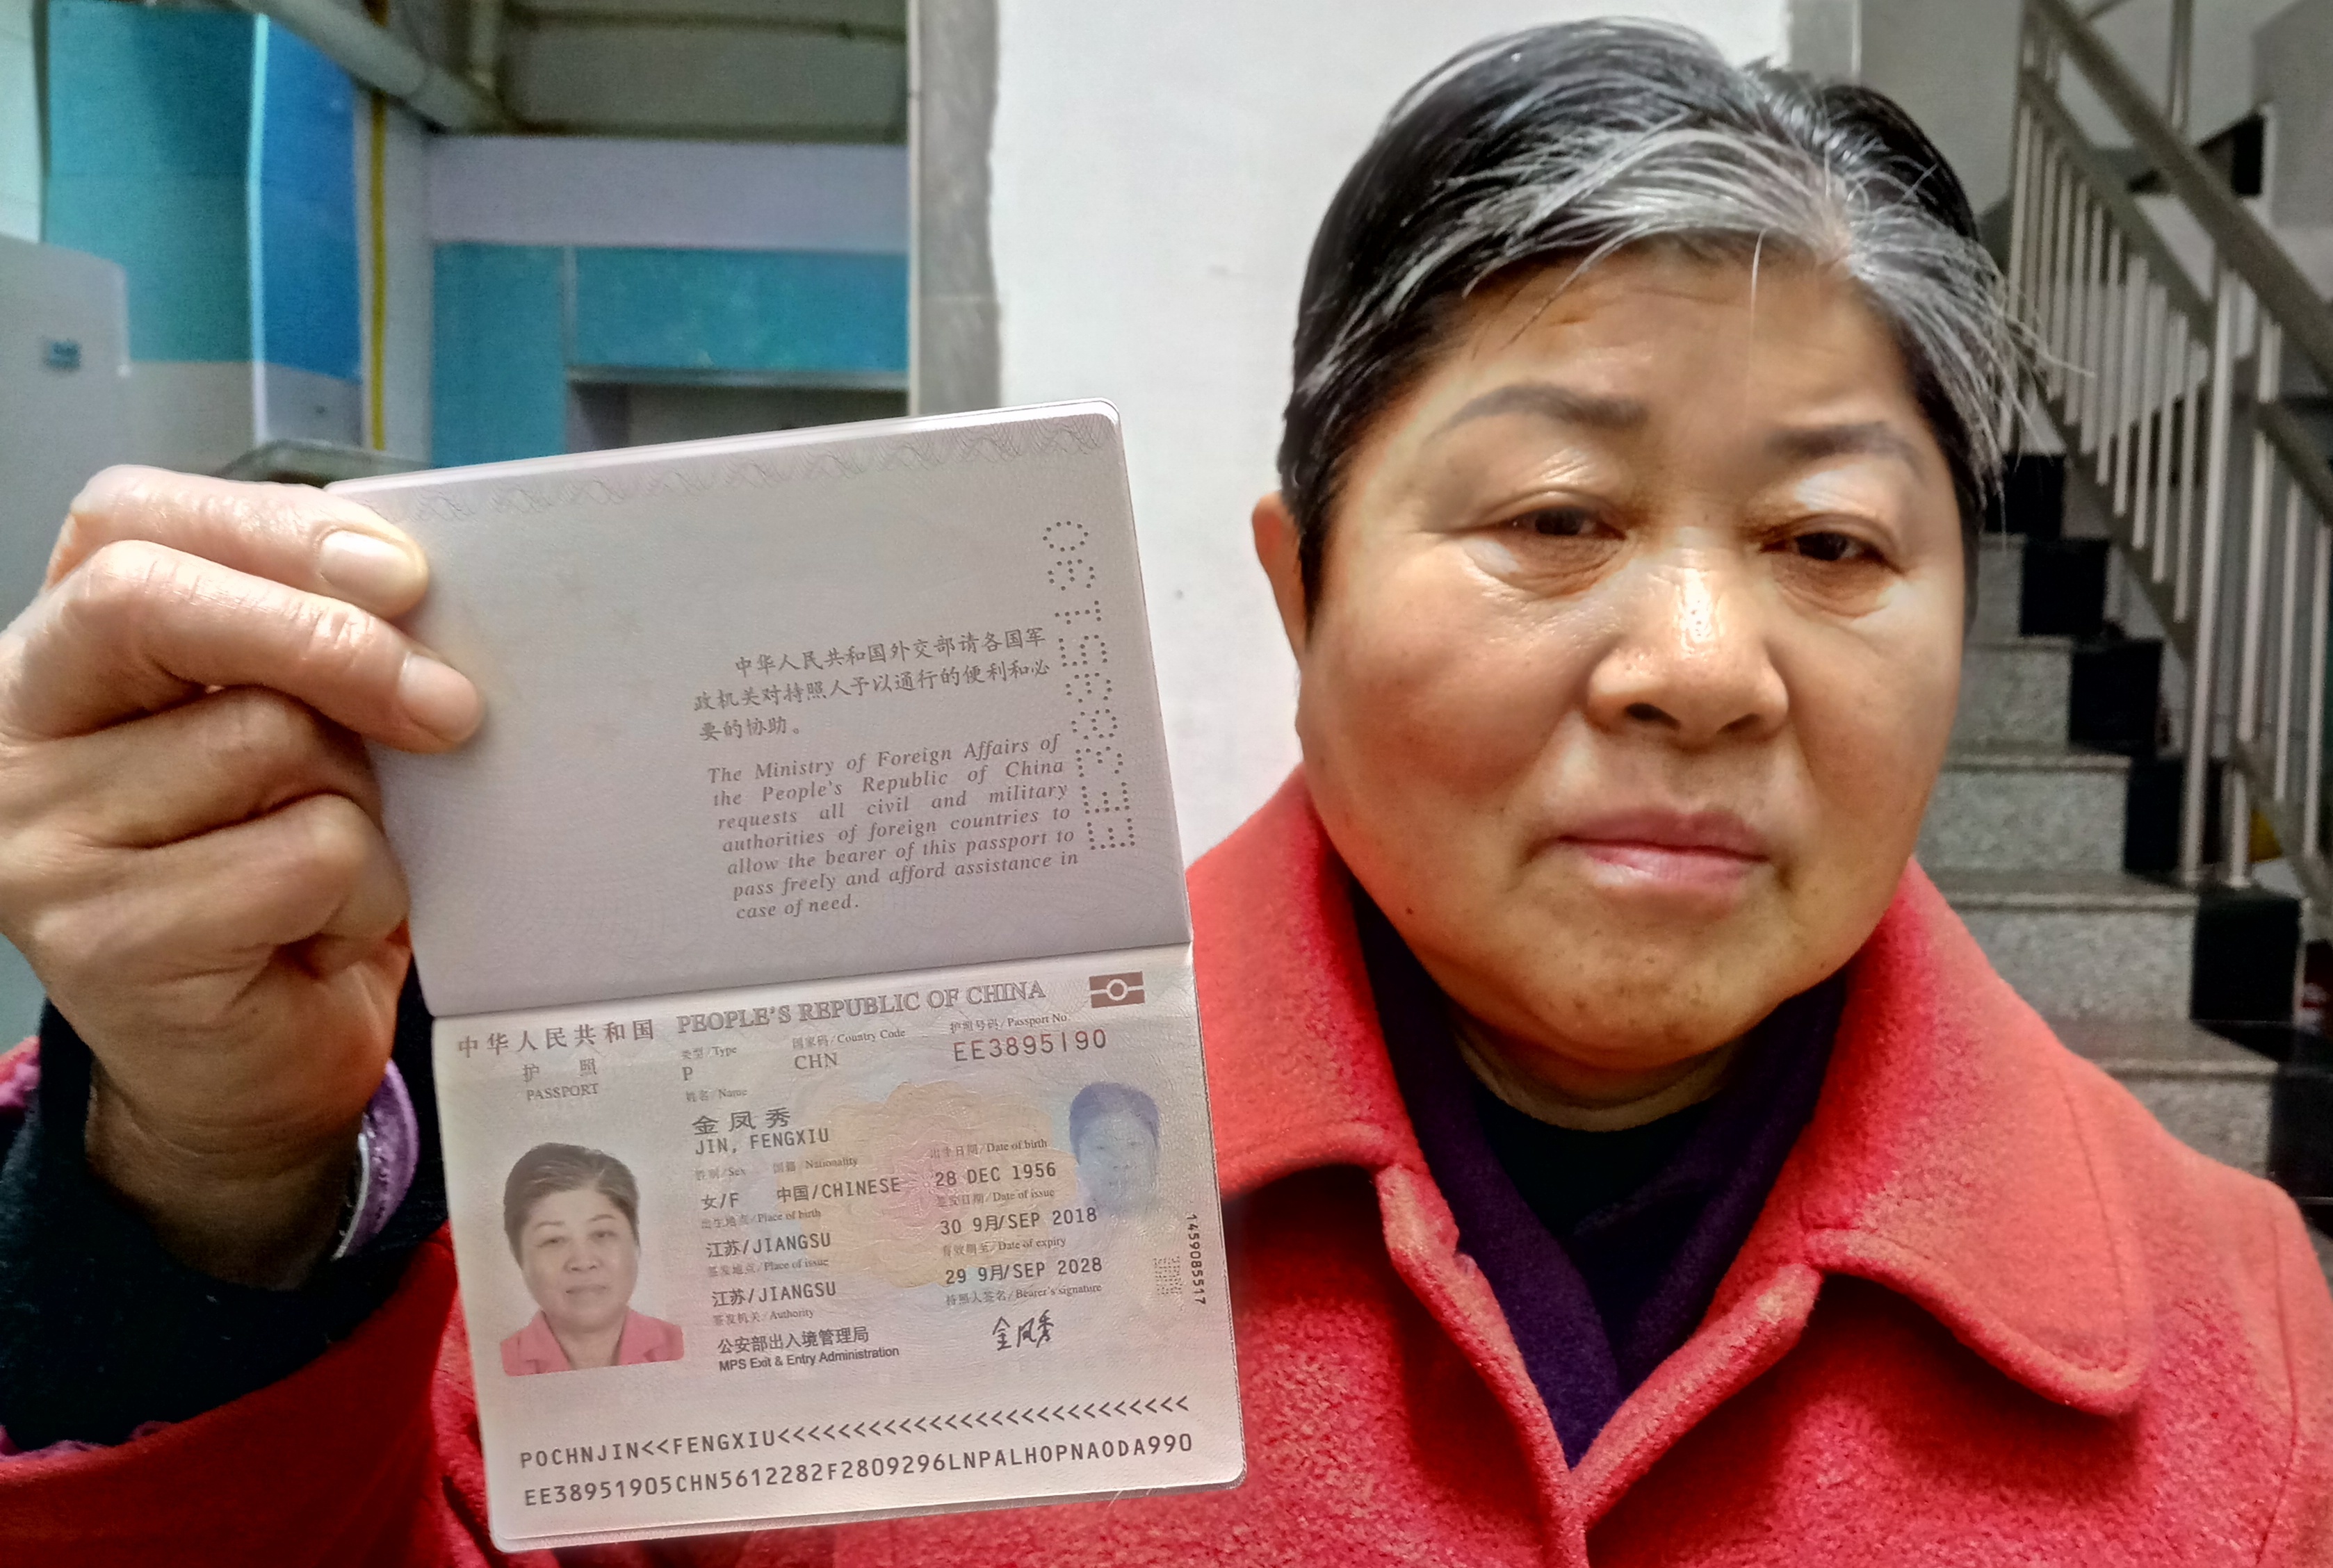 中华人民共和国外交部请各国军
政机关对持照人予以通行的便利和必
要的协助。
The Ministry of Foreign Affairs of
the People's Republic of China
requests all civil and military
authorities of foreign countries to
allow the bearer of this passport to
pass freely and afford assistance in
case of need.
EE3895190
中华人民共和国 PEOPLE'S REPUBLIC OF CHINA
护照
PASSPORT
类型/Type 国家码/Country Code 护照号码/Passport No
P CHN EE3895190
姓名/Name
金凤秀
JIN, FENGXIU
性别/Sex 国籍/Nationality 出生日期/Date of birth
女/F 中国/CHINESE 28 DEC 1956
出生地点/Place of birth 签发日期/Date of issue
江苏/JIANGSU 30 9月/SEP 2018
签发地点/Place of issue 有效期至/Date of expiry
江苏/JIANGSU 29 9月/SEP 2028
签发机关/Authority 持照人签名/Bearer's signature
公安部出入境管理局
MPS Exit & Entry Administration
金凤秀
1459085517
POCHNJIN<<FENGXIU<<<<<<<<<<<<<<<<<<<<<<<<<<<
EE38951905CHN5612282F2809296LNPALHOPNAODA990